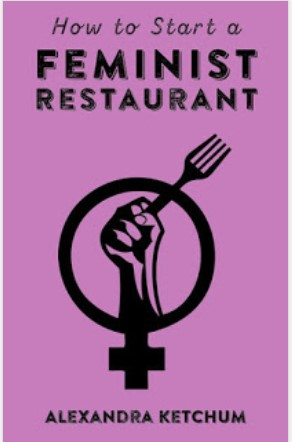 How to Start a
FEMINIST
RESTAURANT
ALEXANDRA KETCHUM